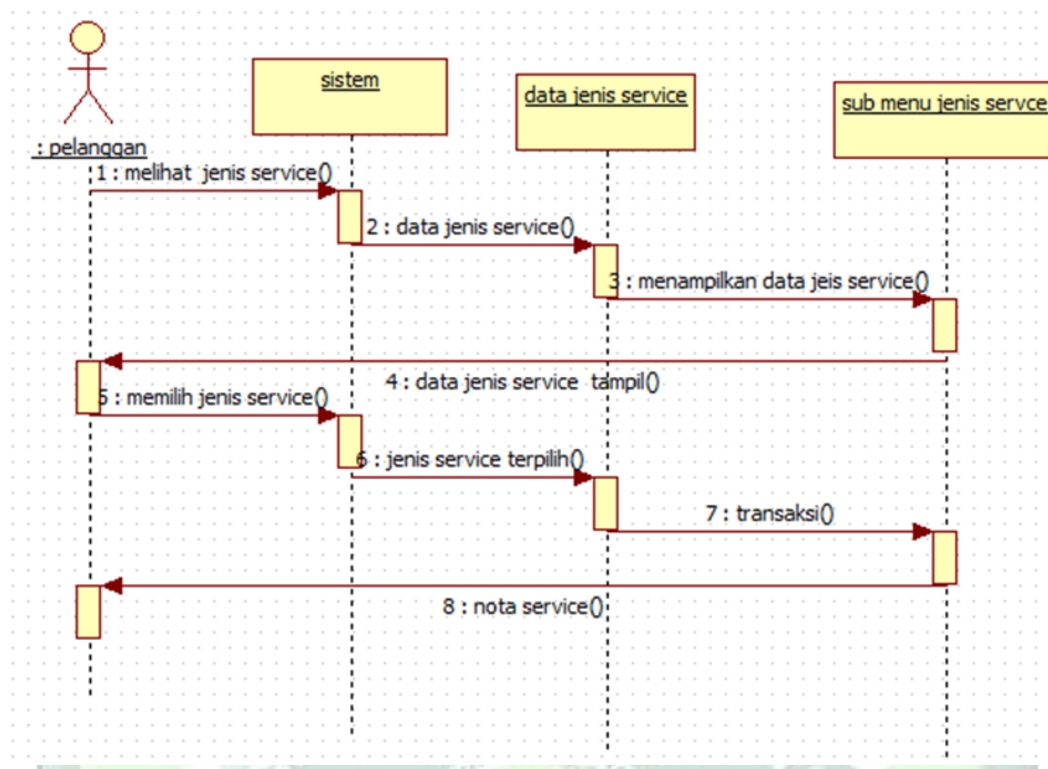 sistem
data jenis service
sub menu jenis servce
: pelanggan
1 : melihat jenis service()
2 : data jenis service()
3 : menampilkan data jeis service()
4 : data jenis service tampil()
5 : memilih jenis service()
6 : jenis service terpilih()
7 : transaksi()
8 : nota service()